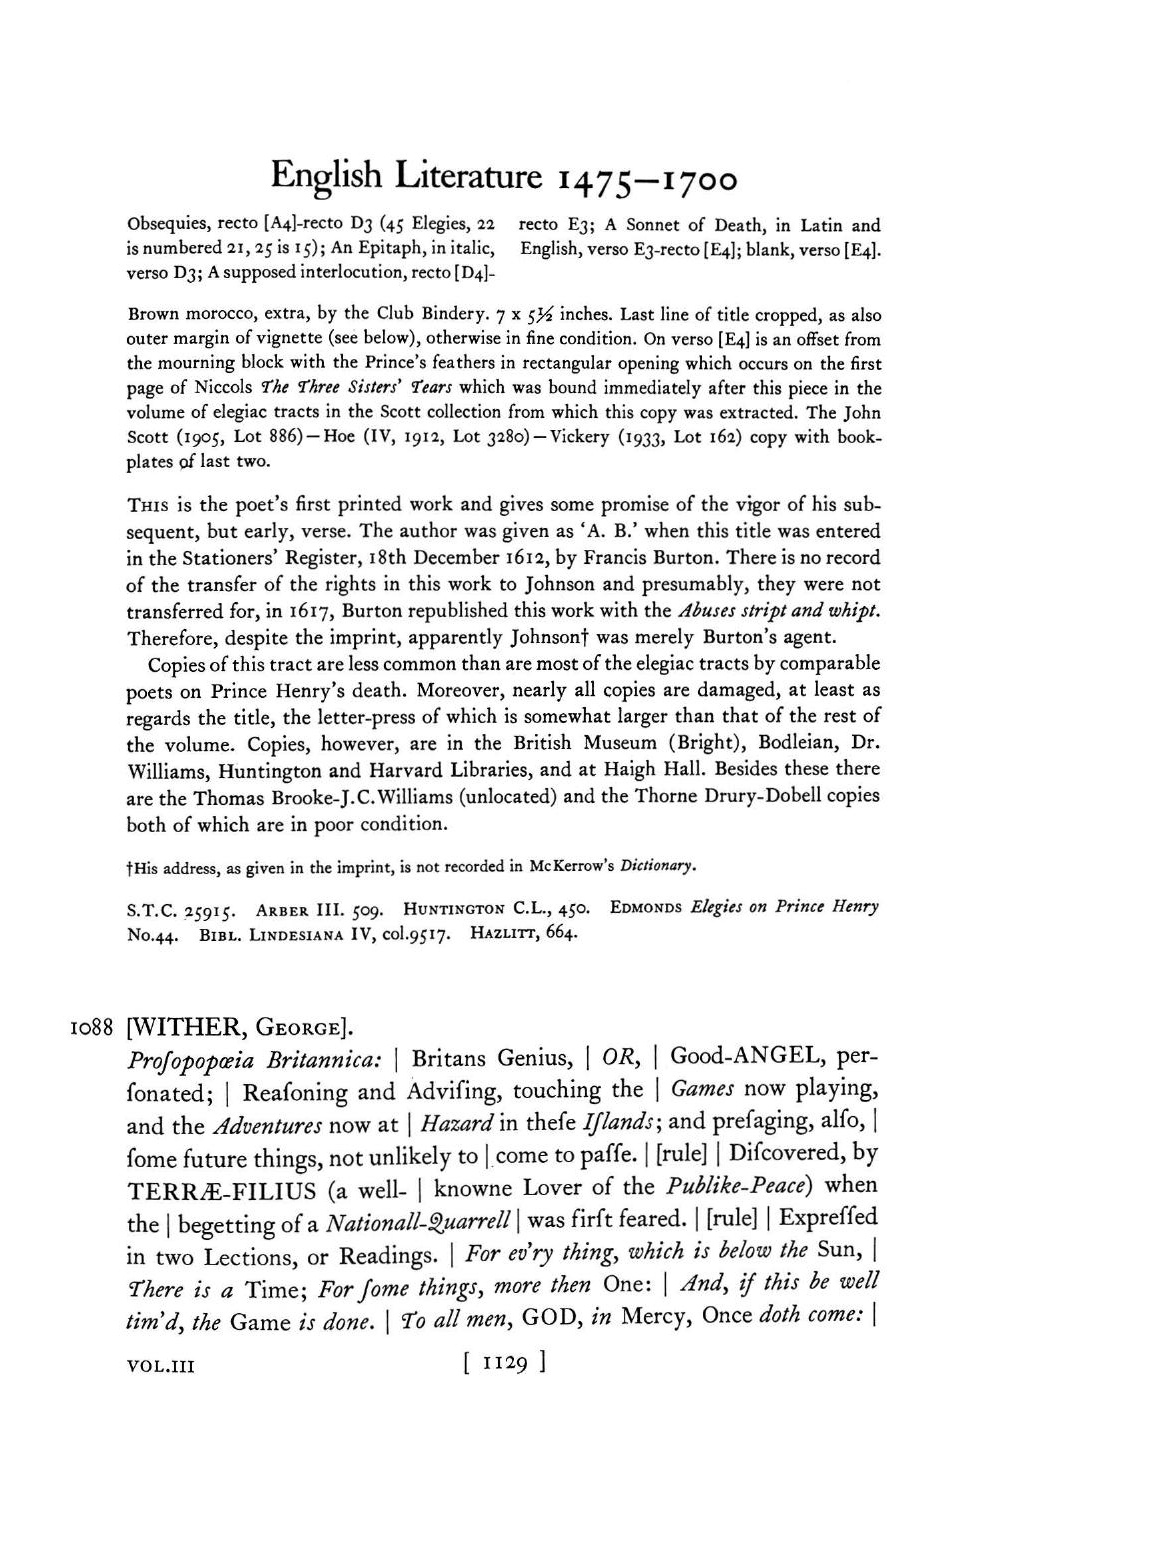 English Literature 1475–1700
Obsequies, recto [A4]-recto D3 (45 Elegies, 22
is numbered 21, 25 is 15); An Epitaph, in italic,
verso D3; A supposed interlocution, recto [D4]-
recto E3; A Sonnet of Death, in Latin and
English, verso E3-recto [E4]; blank, verso [E4].
Brown morocco, extra, by the Club Bindery. 7 x 5½ inches. Last line of title cropped, as also
outer margin of vignette (see below), otherwise in fine condition. On verso [E4] is an offset from
the mourning block with the Prince's feathers in rectangular opening which occurs on the first
page of Niccols The Three Sisters' Tears which was bound immediately after this piece in the
volume of elegiac tracts in the Scott collection from which this copy was extracted. The John
Scott (1905, Lot 886)—Hoe (IV, 1912, Lot 3280)—Vickery (1933, Lot 162) copy with book-
plates of last two.
This is the poet's first printed work and gives some promise of the vigor of his sub-
sequent, but early, verse. The author was given as 'A. B.' when this title was entered
in the Stationers' Register, 18th December 1612, by Francis Burton. There is no record
of the transfer of the rights in this work to Johnson and presumably, they were not
transferred for, in 1617, Burton republished this work with the Abuses stript and whipt.
Therefore, despite the imprint, apparently Johnson† was merely Burton's agent.
Copies of this tract are less common than are most of the elegiac tracts by comparable
poets on Prince Henry's death. Moreover, nearly all copies are damaged, at least as
regards the title, the letter-press of which is somewhat larger than that of the rest of
the volume. Copies, however, are in the British Museum (Bright), Bodleian, Dr.
Williams, Huntington and Harvard Libraries, and at Haigh Hall. Besides these there
are the Thomas Brooke-J.C.Williams (unlocated) and the Thorne Drury-Dobell copies
both of which are in poor condition.
†His address, as given in the imprint, is not recorded in McKerrow's Dictionary.
S.T.C. 25915. Arber III. 509. Huntington C.L., 450. Edmonds Elegies on Prince Henry
No.44. Bibl. Lindesiana IV, col.9517. Hazlitt, 664.
1088 [WITHER, George].
Proſopopœia Britannica: | Britans Genius, | OR, | Good-ANGEL, per-
ſonated; | Reaſoning and Adviſing, touching the | Games now playing,
and the Adventures now at | Hazard in theſe Iſlands; and preſaging, alſo, |
ſome future things, not unlikely to | come to paſſe. | [rule] | Diſcovered, by
TERRÆ-FILIUS (a well- | knowne Lover of the Publike-Peace) when
the | begetting of a Nationall-Quarrell | was firſt feared. | [rule] | Expreſſed
in two Lections, or Readings. | For ev'ry thing, which is below the Sun, |
There is a Time; For ſome things, more then One: | And, if this be well
tim'd, the Game is done. | To all men, GOD, in Mercy, Once doth come: |
VOL.III
[ 1129 ]